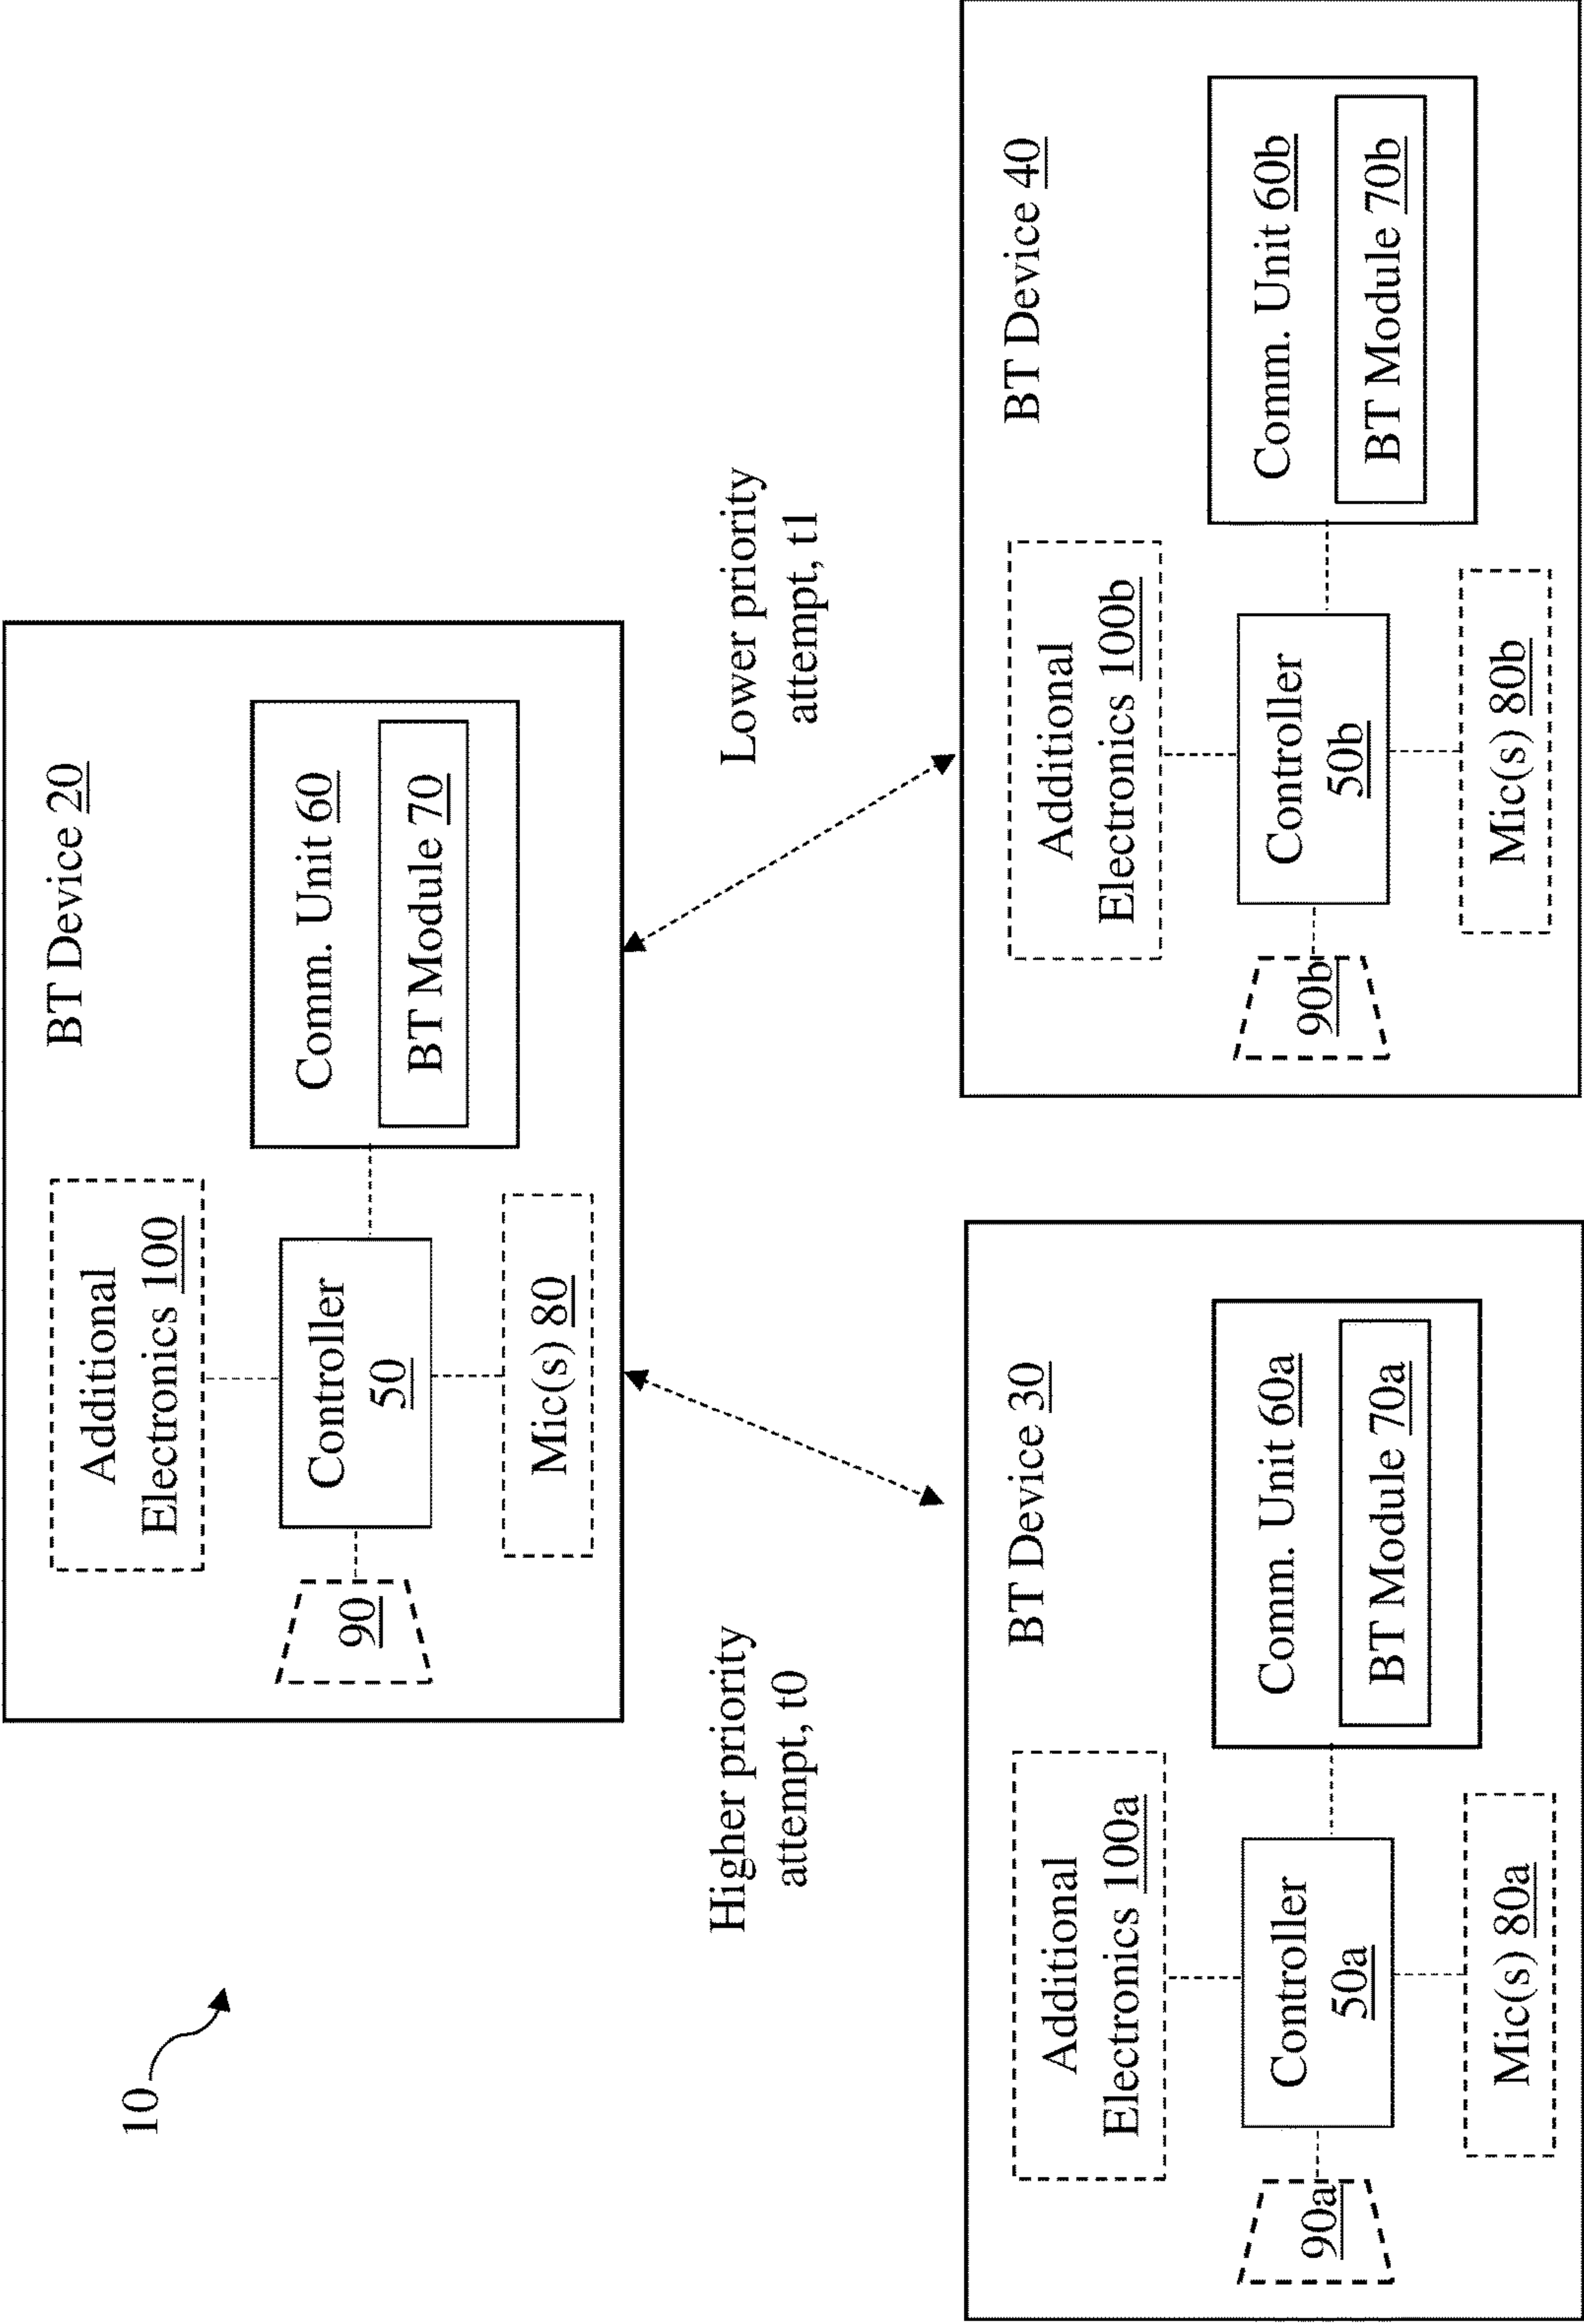 10
BT Device 20
Additional
Electronics 100
Comm. Unit 60
BT Module 70
Controller
50
90
Mic(s) 80
Higher priority
attempt, t0
Lower priority
attempt, t1
BT Device 30
Additional
Electronics 100a
Comm. Unit 60a
BT Module 70a
Controller
50a
90a
Mic(s) 80a
BT Device 40
Additional
Electronics 100b
Comm. Unit 60b
BT Module 70b
Controller
50b
90b
Mic(s) 80b